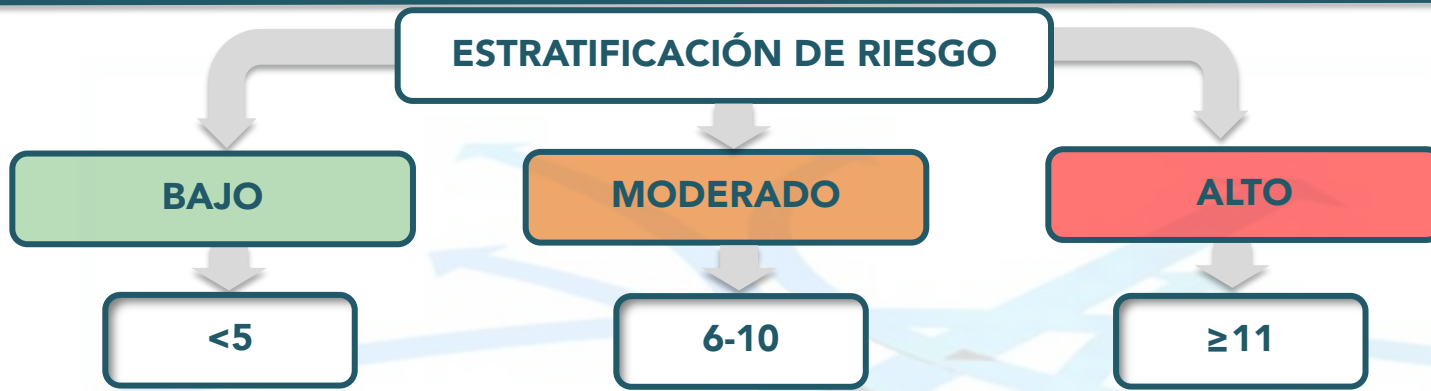 ESTRATIFICACIÓN DE RIESGO
BAJO
MODERADO
ALTO
<5
6-10
≥11